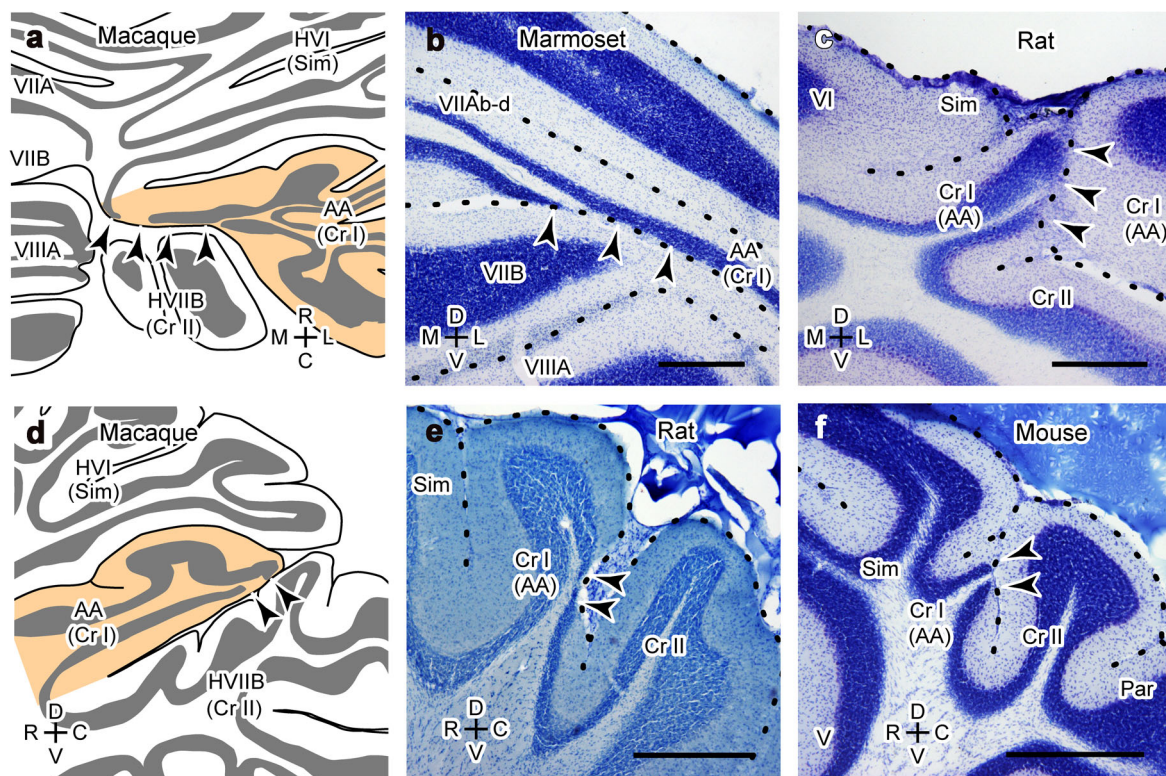 a
Macaque
HVI
(Sim)
VIIA
VIIB
AA
(Cr I)
VIIIA
HVIIB
(Cr II)
R
M
L
C
b
Marmoset
VIIAb-d
AA
(Cr I)
VIIB
D
M
L
V
VIIIA
c
Rat
VI
Sim
Cr I
(AA)
Cr I
(AA)
Cr II
D
M
L
V
d
Macaque
HVI
(Sim)
AA
(Cr I)
HVIIB
(Cr II)
D
R
C
V
e
Rat
Sim
Cr I
(AA)
Cr II
D
R
C
V
f
Mouse
Sim
Cr I
(AA)
Cr II
Par
D
V
R
C
V